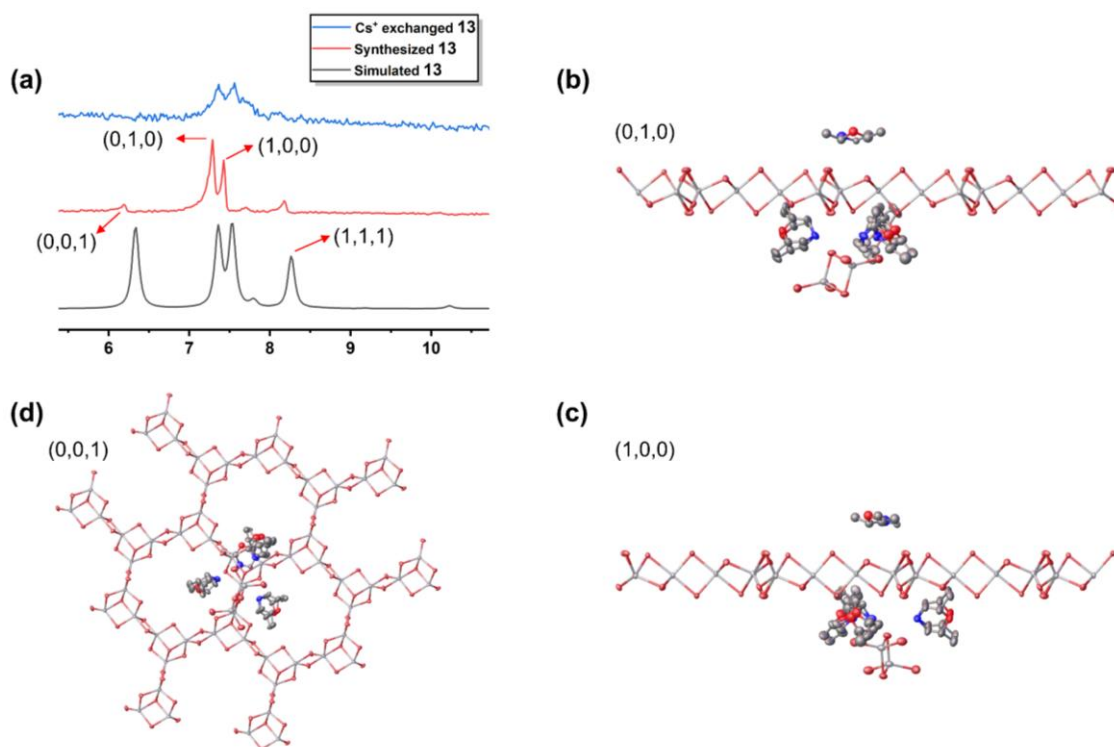 Cs⁺ exchanged 13
Synthesized 13
Simulated 13
(a)
(0,1,0)
(1,0,0)
(0,0,1)
(1,1,1)
6 7 8 9 10
(b)
(0,1,0)
(d)
(0,0,1)
(c)
(1,0,0)